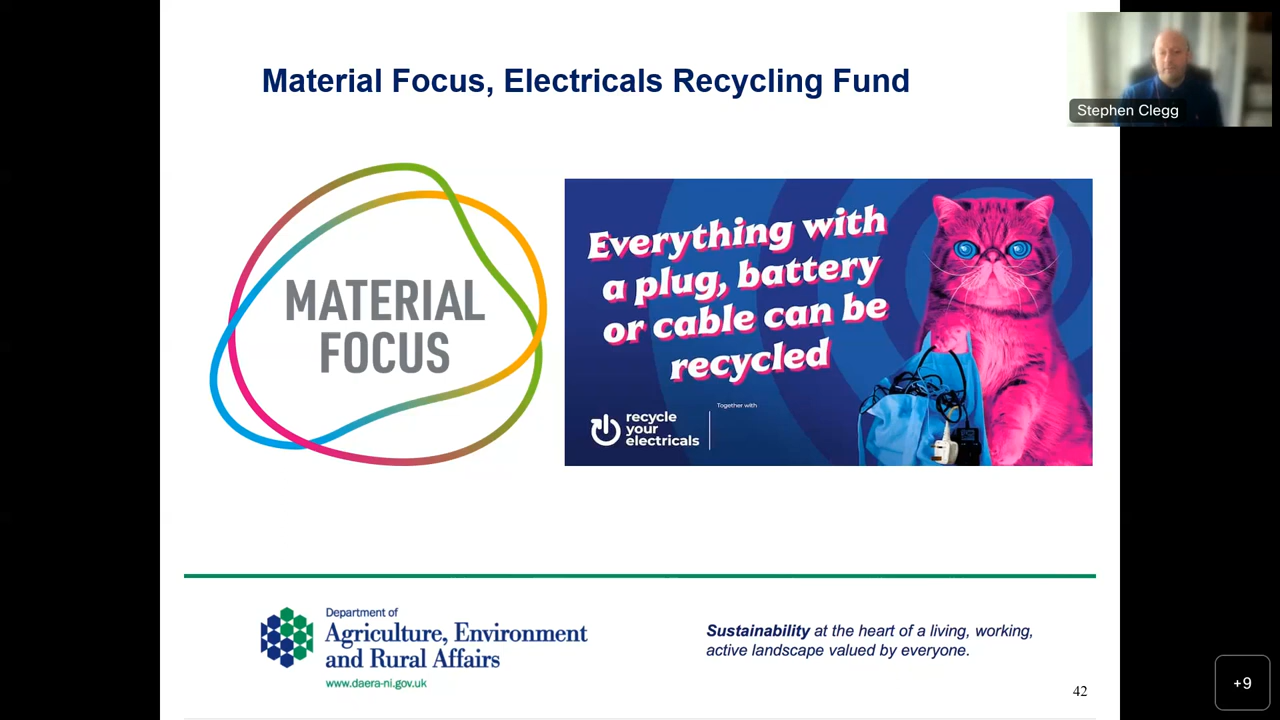 Material Focus, Electricals Recycling Fund
Stephen Clegg
MATERIAL
FOCUS
Everything with
a plug, battery
or cable can be
recycled
Together with
recycle
your
electricals
Department of
Agriculture, Environment
and Rural Affairs
www.daera-ni.gov.uk
Sustainability at the heart of a living, working,
active landscape valued by everyone.
42
+9